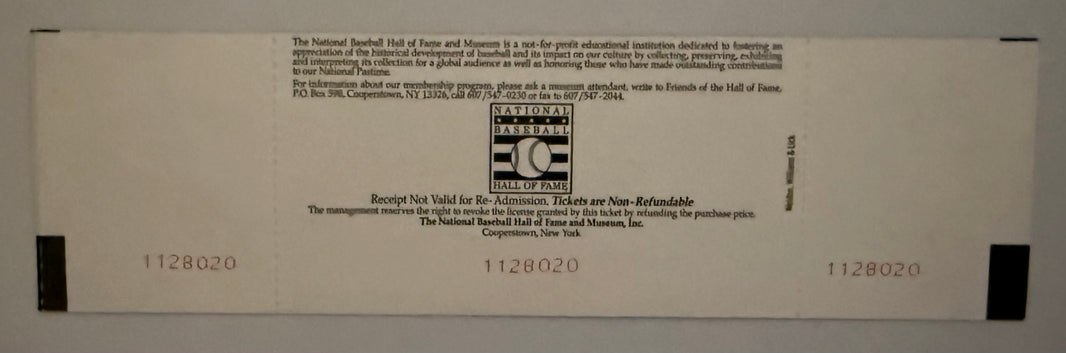 The National Baseball Hall of Fame and Museum is a not-for-profit educational institution dedicated to fostering an
appreciation of the historical development of baseball and its impact on our culture by collecting, preserving, exhibiting
and interpreting its collection for a global audience as well as honoring those who have made outstanding contributions
to our National Pastime.
For information about our membership program, please ask a museum attendant, write to Friends of the Hall of Fame,
P.O. Box 590, Cooperstown, NY 13326, call 607/547-0230 or fax to 607/547-2044.
NATIONAL
BASEBALL
HALL OF FAME
Receipt Not Valid for Re-Admission. Tickets are Non-Refundable
The management reserves the right to revoke the license granted by this ticket by refunding the purchase price.
The National Baseball Hall of Fame and Museum, Inc.
Cooperstown, New York
Williams & Lick
1128020
1128020
1128020